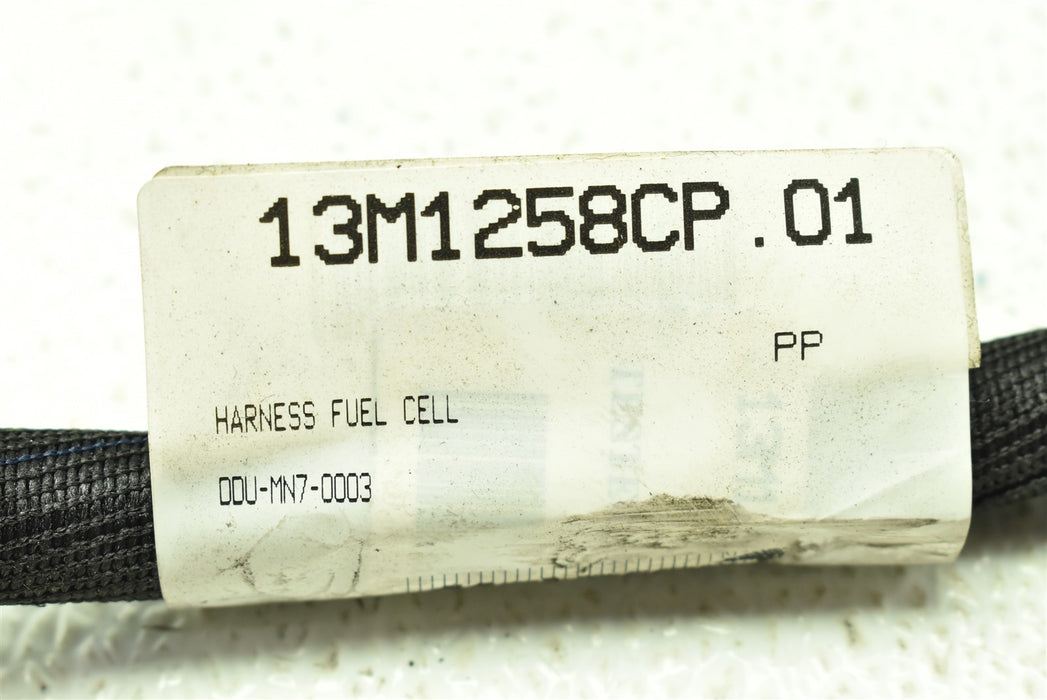 13M1258CP.01
PP
HARNESS FUEL CELL
DDU-MN7-0003